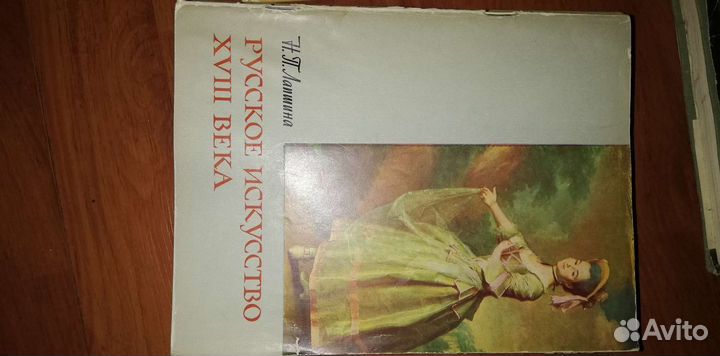 Н.П.Лапшина
РУССКОЕ ИСКУССТВО
XVIII ВЕКА
Avito